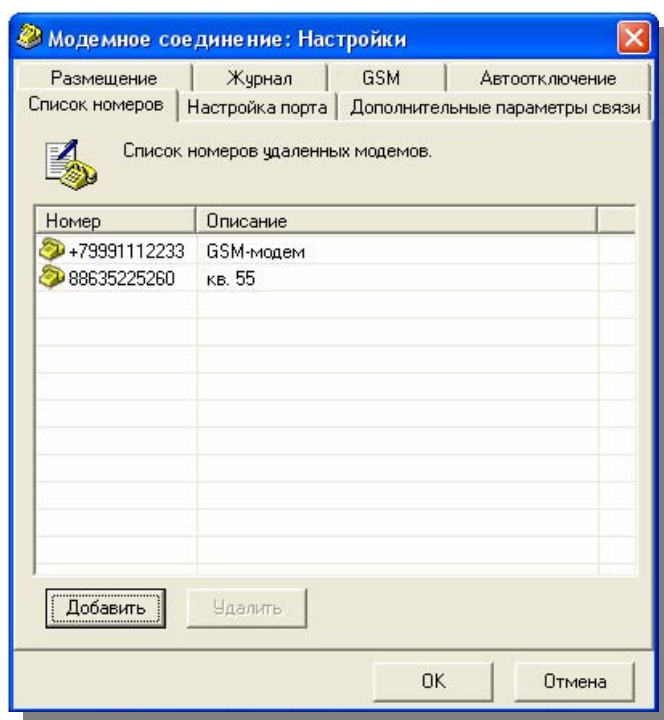 Модемное соединение: Настройки
Размещение Журнал GSM Автоотключение
Список номеров Настройка порта Дополнительные параметры связи
Список номеров удаленных модемов.
Номер Описание
+79991112233 GSM-модем
88635225260 кв. 55
Добавить Удалить
OK Отмена